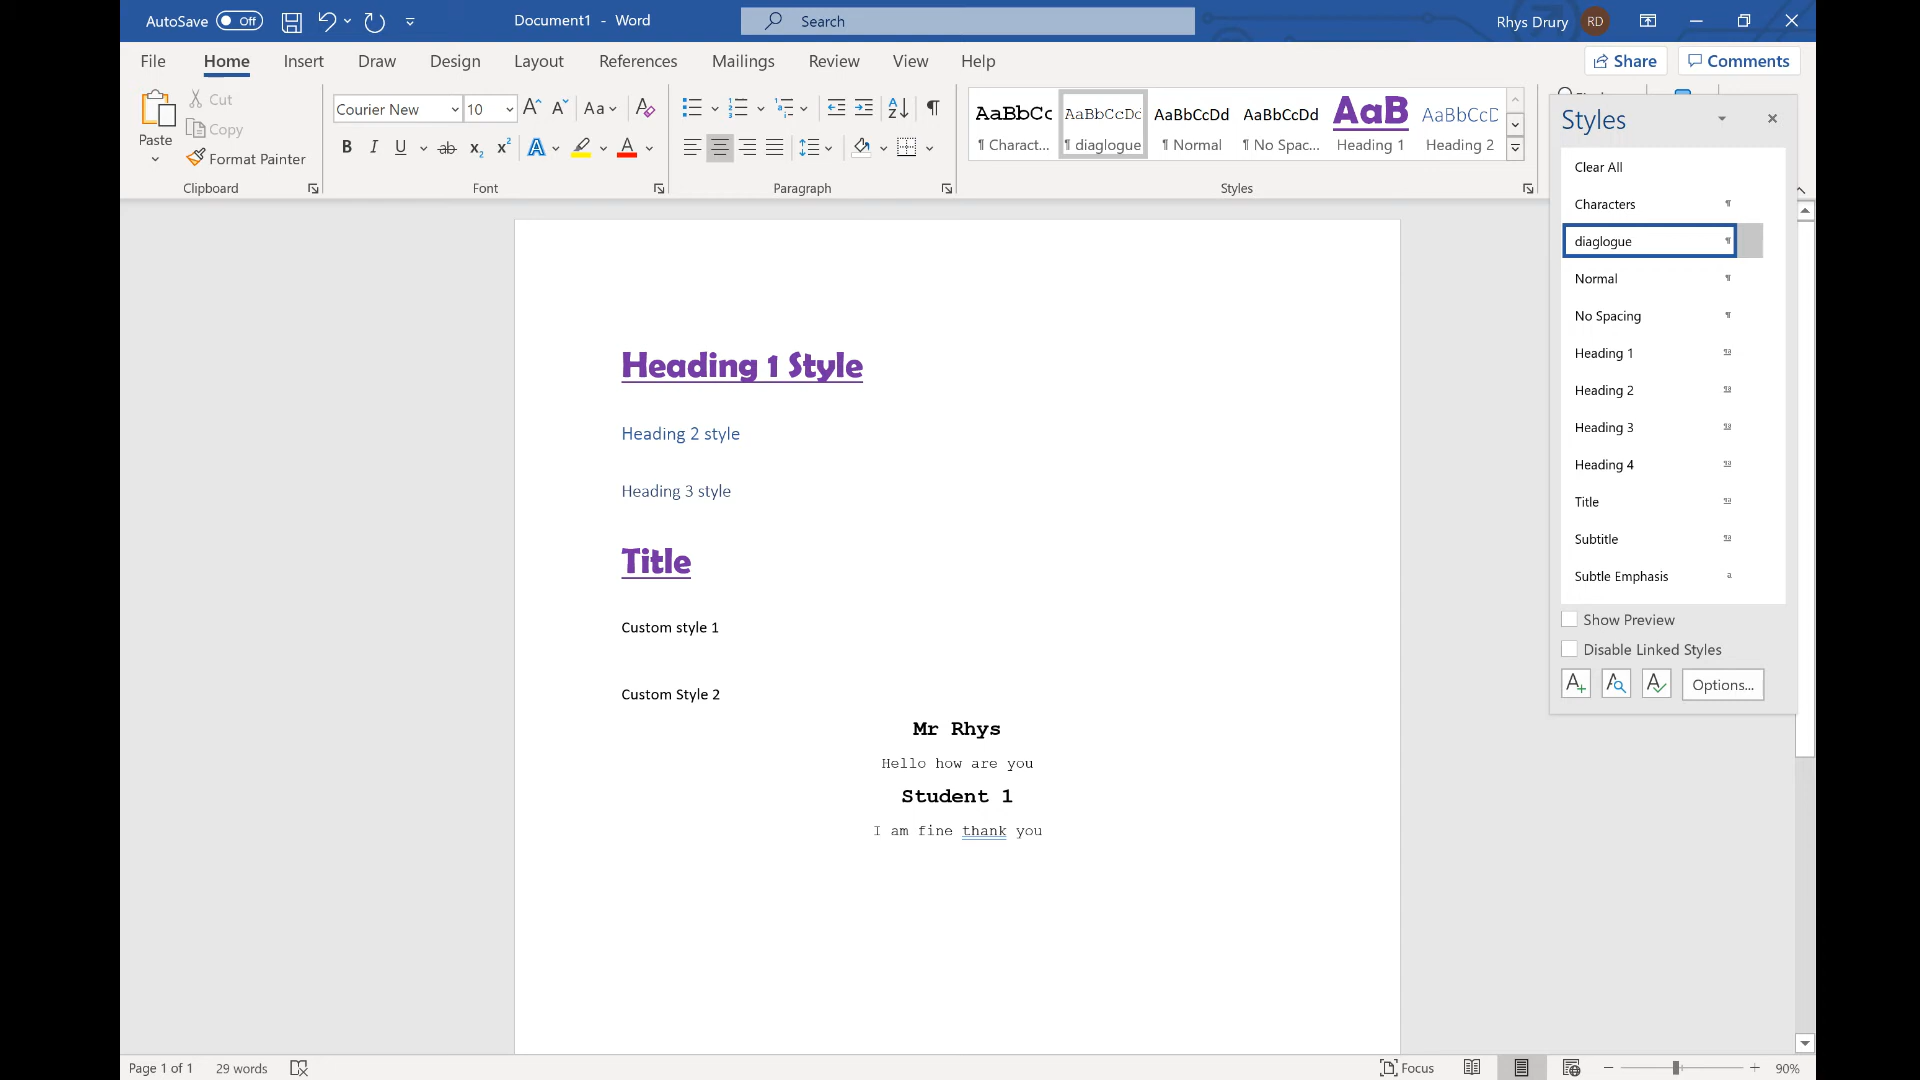 AutoSave Off Document1 - Word Search Rhys Drury RD
File Home Insert Draw Design Layout References Mailings Review View Help Share Comments
Paste
Cut
Copy
Format Painter
Clipboard
Courier New 10
Font
Paragraph
AaBbCc AaBbCcDc AaBbCcDd AaBbCcDd AaB AaBbCcD
¶ Charact... ¶ diaglogue ¶ Normal ¶ No Spac... Heading 1 Heading 2
Styles
Styles
Clear All
Characters
diaglogue
Normal
No Spacing
Heading 1
Heading 2
Heading 3
Heading 4
Title
Subtitle
Subtle Emphasis
Show Preview
Disable Linked Styles
Options...
Heading 1 Style
Heading 2 style
Heading 3 style
Title
Custom style 1
Custom Style 2
Mr Rhys
Hello how are you
Student 1
I am fine thank you
Page 1 of 1 29 words Focus 90%